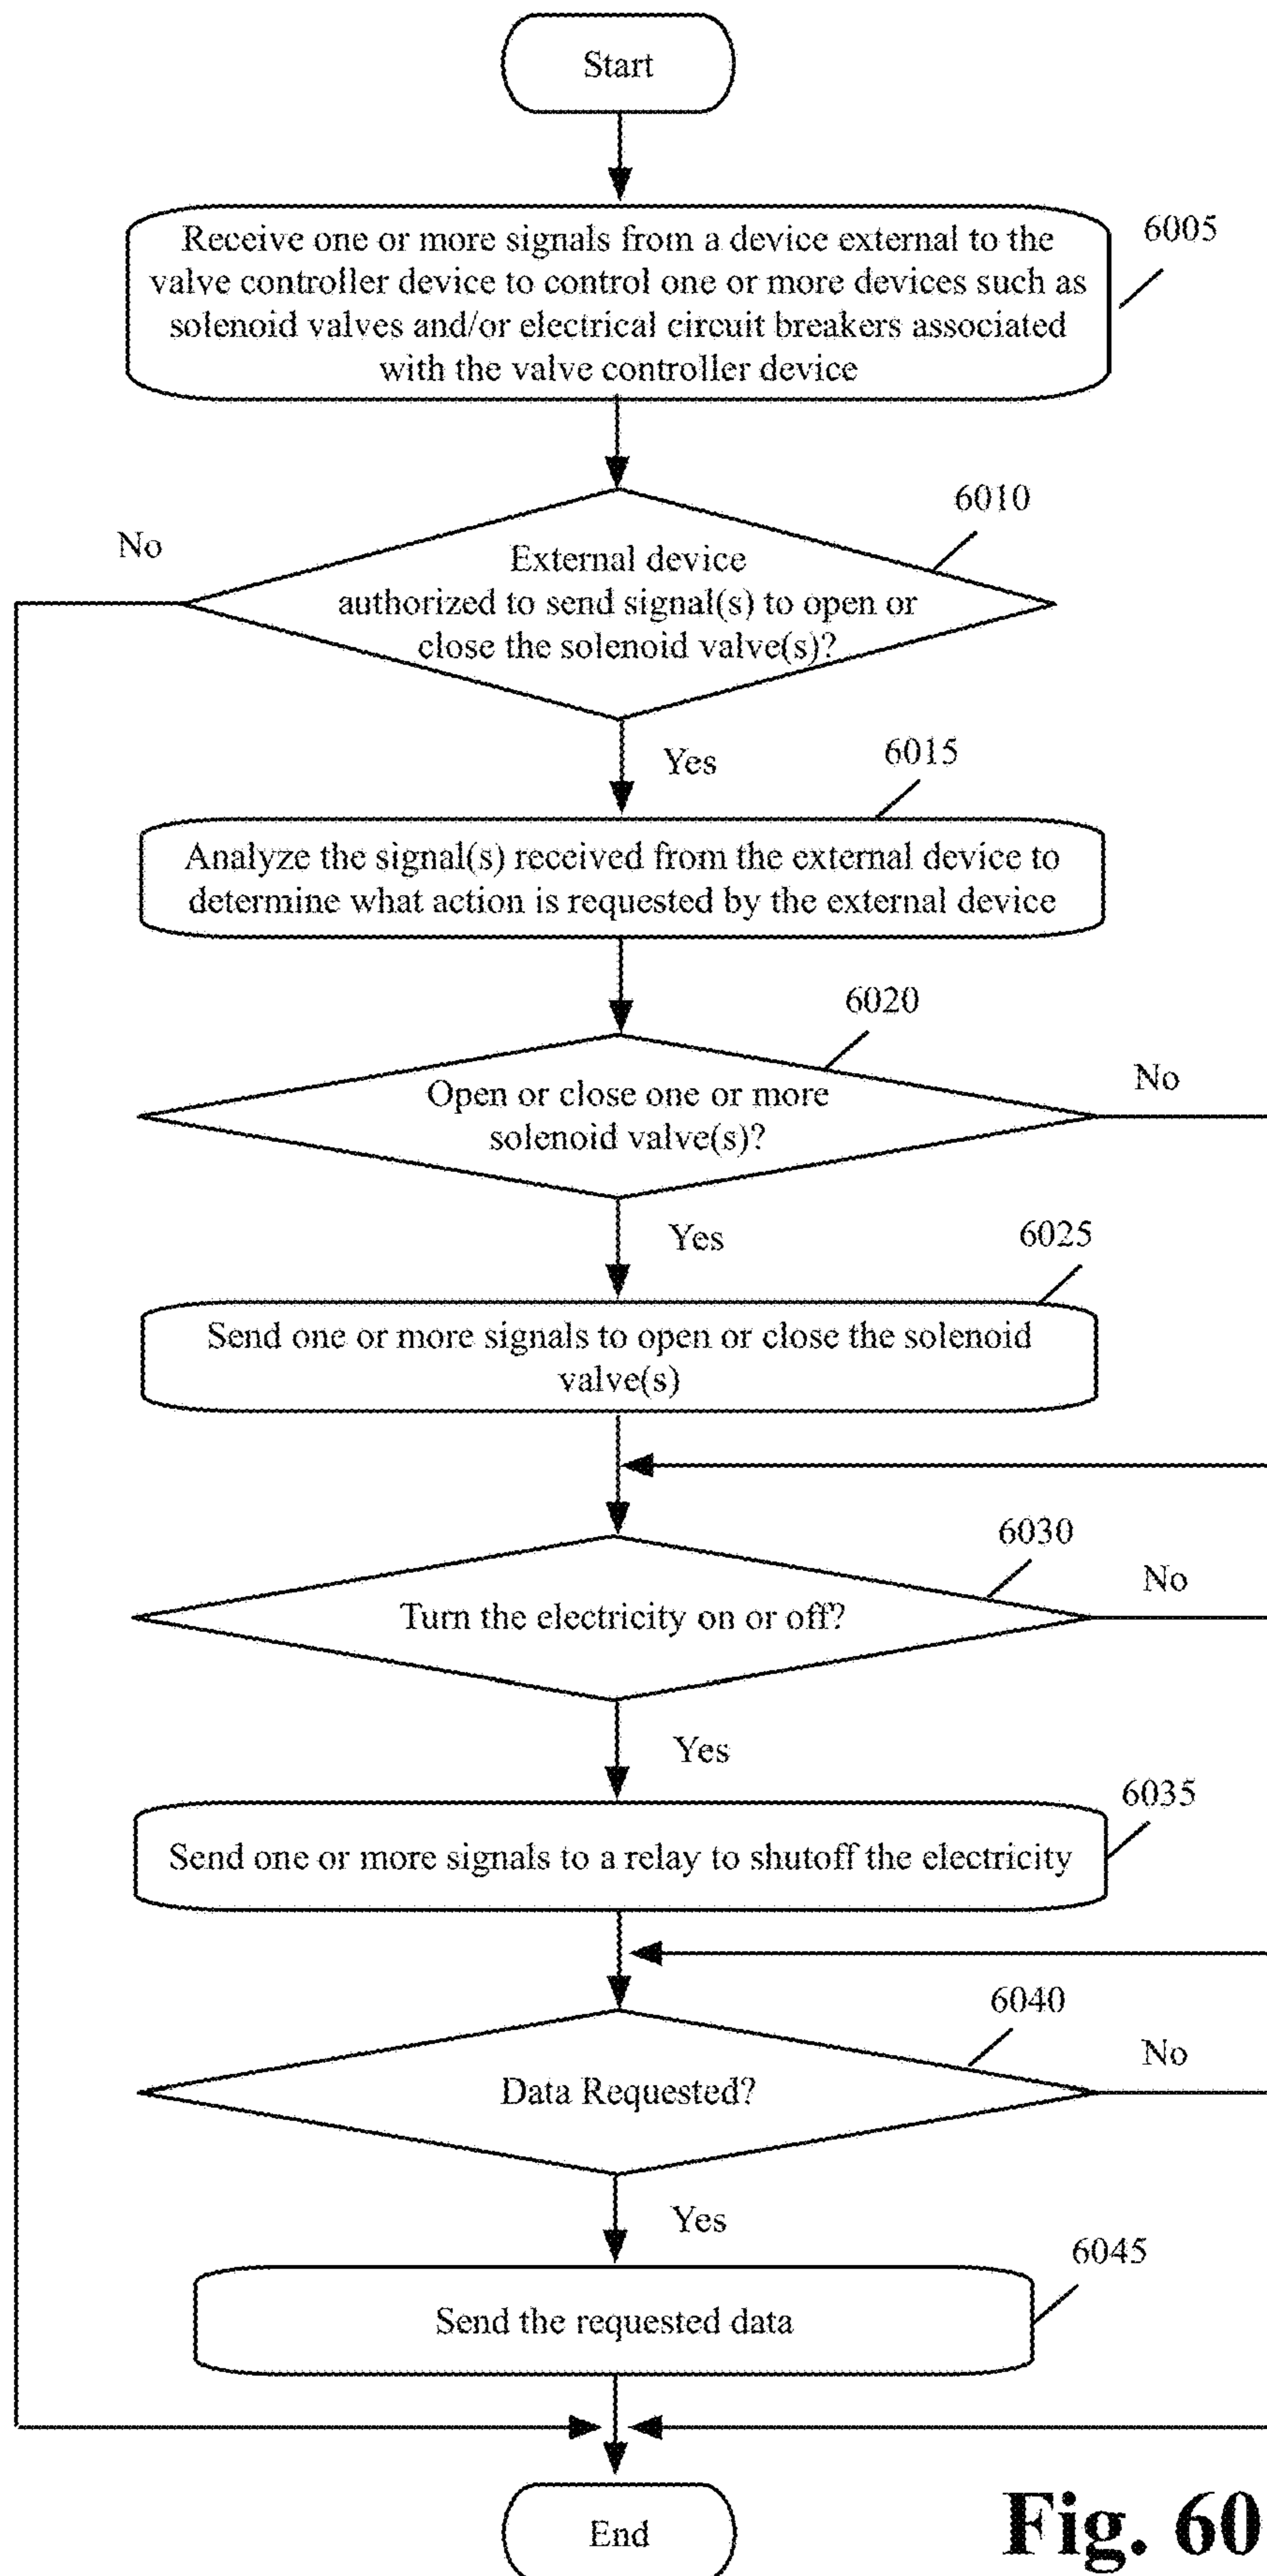 Start
Receive one or more signals from a device external to the
valve controller device to control one or more devices such as
solenoid valves and/or electrical circuit breakers associated
with the valve controller device
6005
6010
No
External device
authorized to send signal(s) to open or
close the solenoid valve(s)?
Yes
6015
Analyze the signal(s) received from the external device to
determine what action is requested by the external device
6020
No
Open or close one or more
solenoid valve(s)?
Yes
6025
Send one or more signals to open or close the solenoid
valve(s)
6030
No
Turn the electricity on or off?
Yes
6035
Send one or more signals to a relay to shutoff the electricity
6040
No
Data Requested?
Yes
6045
Send the requested data
End
Fig. 60